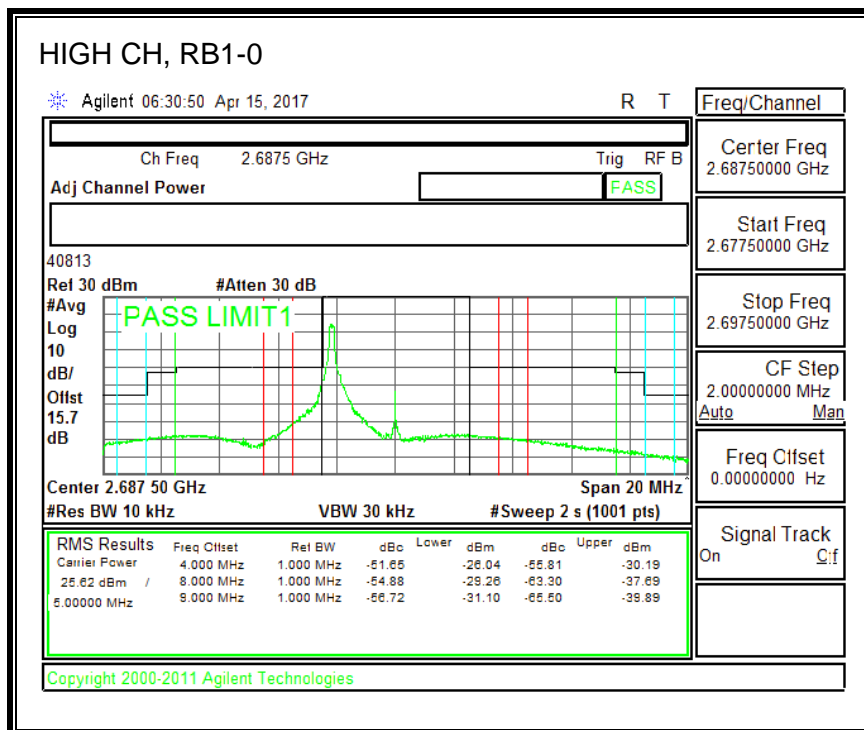 HIGH CH, RB1-0
Agilent 06:30:50 Apr 15, 2017 R T
Freq/Channel
Ch Freq 2.6875 GHz Trig RF B
Adj Channel Power PASS
Center Freq
2.68750000 GHz
Start Freq
2.67750000 GHz
Stop Freq
2.69750000 GHz
CF Step
2.00000000 MHz
Auto Man
Freq Offset
0.00000000 Hz
Signal Track
On Off
40813
Ref 30 dBm #Atten 30 dB
#Avg
Log
10
dB/
Offst
15.7
dB
PASS LIMIT1
Center 2.687 50 GHz Span 20 MHz
#Res BW 10 kHz VBW 30 kHz #Sweep 2 s (1001 pts)
RMS Results Freq Offset Ref BW dBc Lower dBm dBc Upper dBm
Carrier Power 4.000 MHz 1.000 MHz -51.65 -26.04 -55.81 -30.19
25.62 dBm / 8.000 MHz 1.000 MHz -54.88 -29.26 -63.30 -37.69
5.00000 MHz 9.000 MHz 1.000 MHz -56.72 -31.10 -65.50 -39.89
Copyright 2000-2011 Agilent Technologies